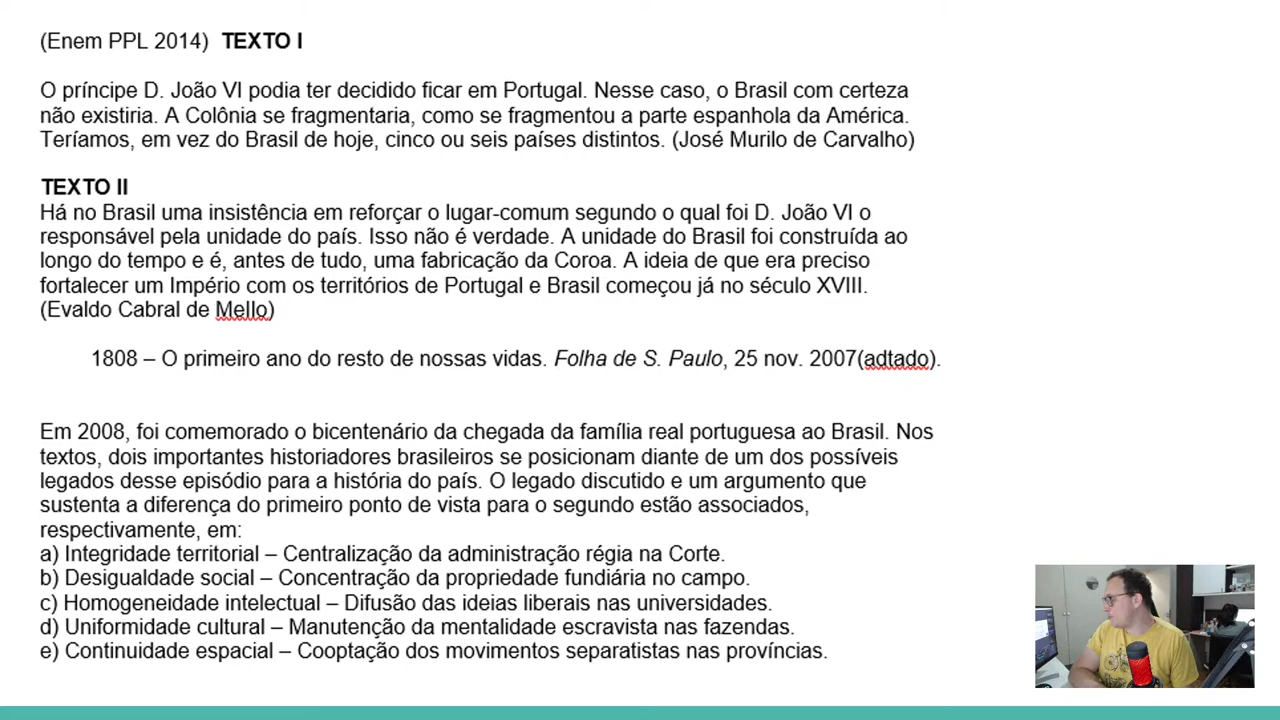 (Enem PPL 2014) TEXTO I
O príncipe D. João VI podia ter decidido ficar em Portugal. Nesse caso, o Brasil com certeza
não existiria. A Colônia se fragmentaria, como se fragmentou a parte espanhola da América.
Teríamos, em vez do Brasil de hoje, cinco ou seis países distintos. (José Murilo de Carvalho)
TEXTO II
Há no Brasil uma insistência em reforçar o lugar-comum segundo o qual foi D. João VI o
responsável pela unidade do país. Isso não é verdade. A unidade do Brasil foi construída ao
longo do tempo e é, antes de tudo, uma fabricação da Coroa. A ideia de que era preciso
fortalecer um Império com os territórios de Portugal e Brasil começou já no século XVIII.
(Evaldo Cabral de Mello)
1808 – O primeiro ano do resto de nossas vidas. Folha de S. Paulo, 25 nov. 2007(adtado).
Em 2008, foi comemorado o bicentenário da chegada da família real portuguesa ao Brasil. Nos
textos, dois importantes historiadores brasileiros se posicionam diante de um dos possíveis
legados desse episódio para a história do país. O legado discutido e um argumento que
sustenta a diferença do primeiro ponto de vista para o segundo estão associados,
respectivamente, em:
a) Integridade territorial – Centralização da administração régia na Corte.
b) Desigualdade social – Concentração da propriedade fundiária no campo.
c) Homogeneidade intelectual – Difusão das ideias liberais nas universidades.
d) Uniformidade cultural – Manutenção da mentalidade escravista nas fazendas.
e) Continuidade espacial – Cooptação dos movimentos separatistas nas províncias.